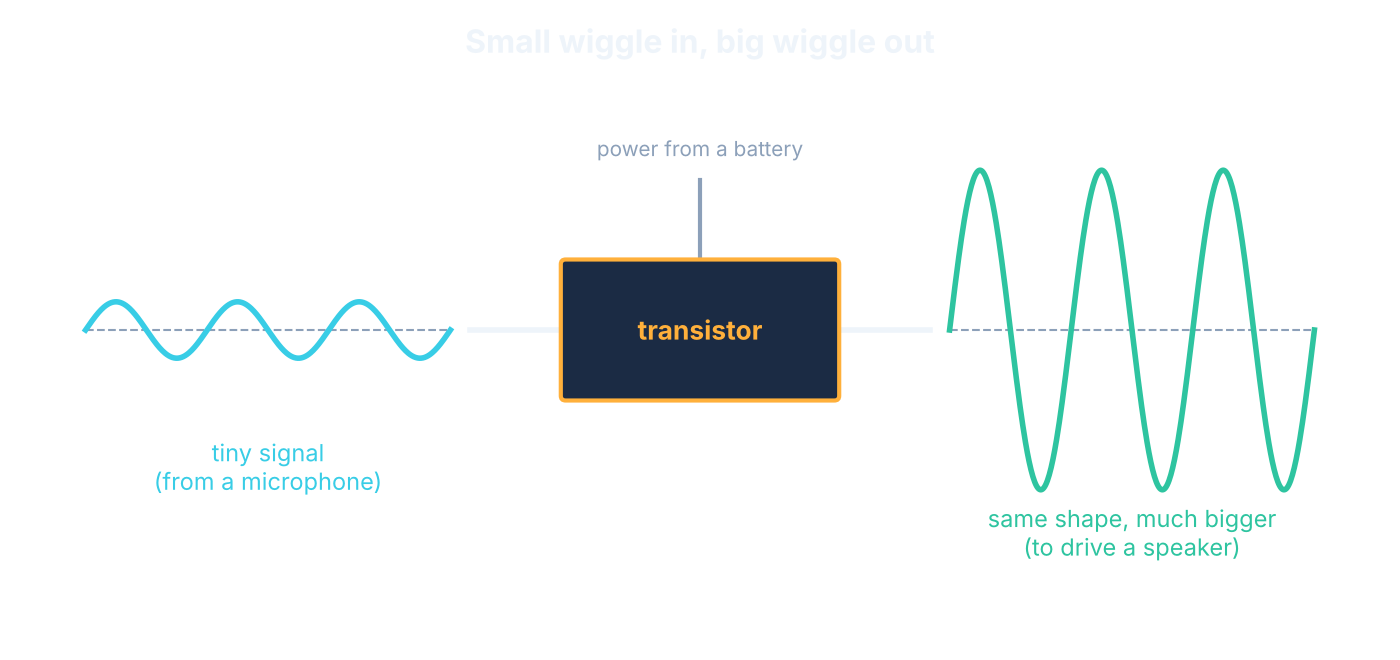 Small wiggle in, big wiggle out
power from a battery
transistor
tiny signal
(from a microphone)
same shape, much bigger
(to drive a speaker)